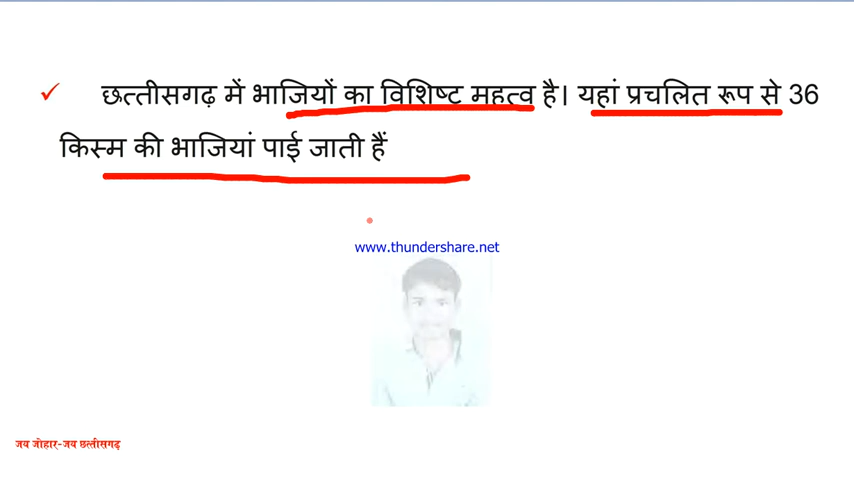 छत्तीसगढ़ में भाजियों का विशिष्ट महत्व है। यहां प्रचलित रूप से 36
किस्म की भाजियां पाई जाती हैं
www.thundershare.net
जय जोहार-जय छत्तीसगढ़